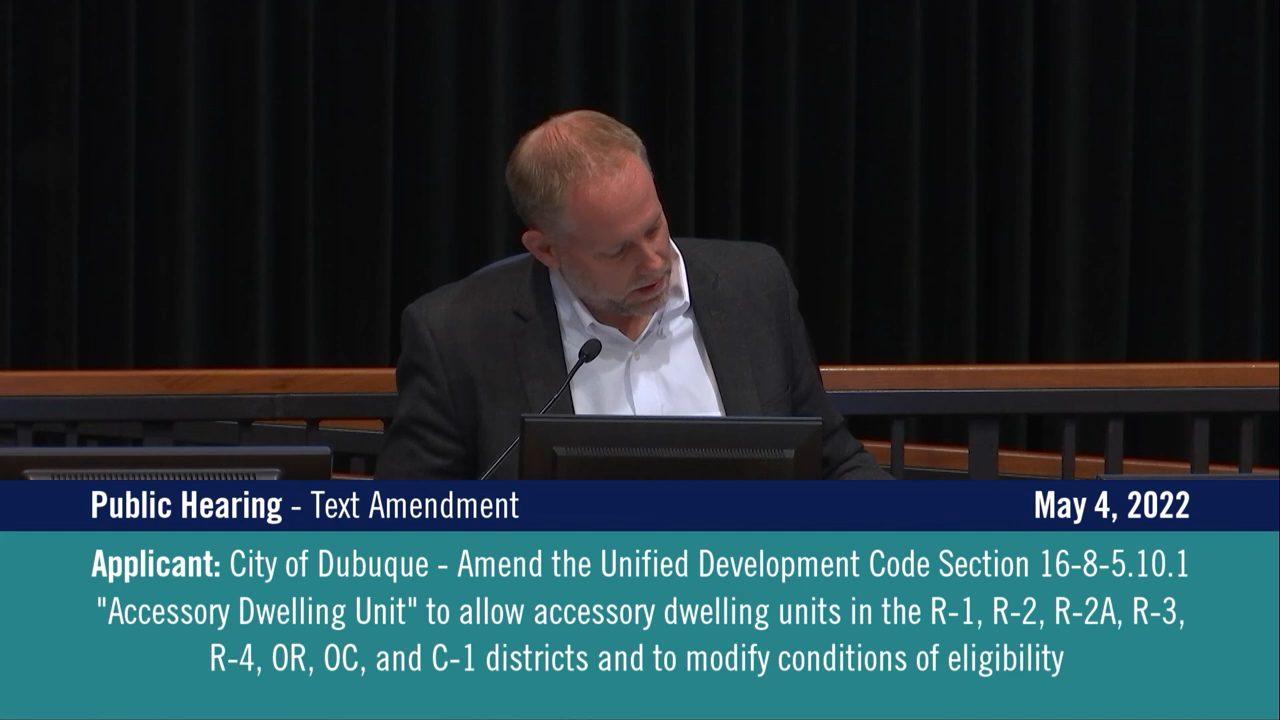 Public Hearing - Text Amendment May 4, 2022
Applicant: City of Dubuque - Amend the Unified Development Code Section 16-8-5.10.1
"Accessory Dwelling Unit" to allow accessory dwelling units in the R-1, R-2, R-2A, R-3,
R-4, OR, OC, and C-1 districts and to modify conditions of eligibility